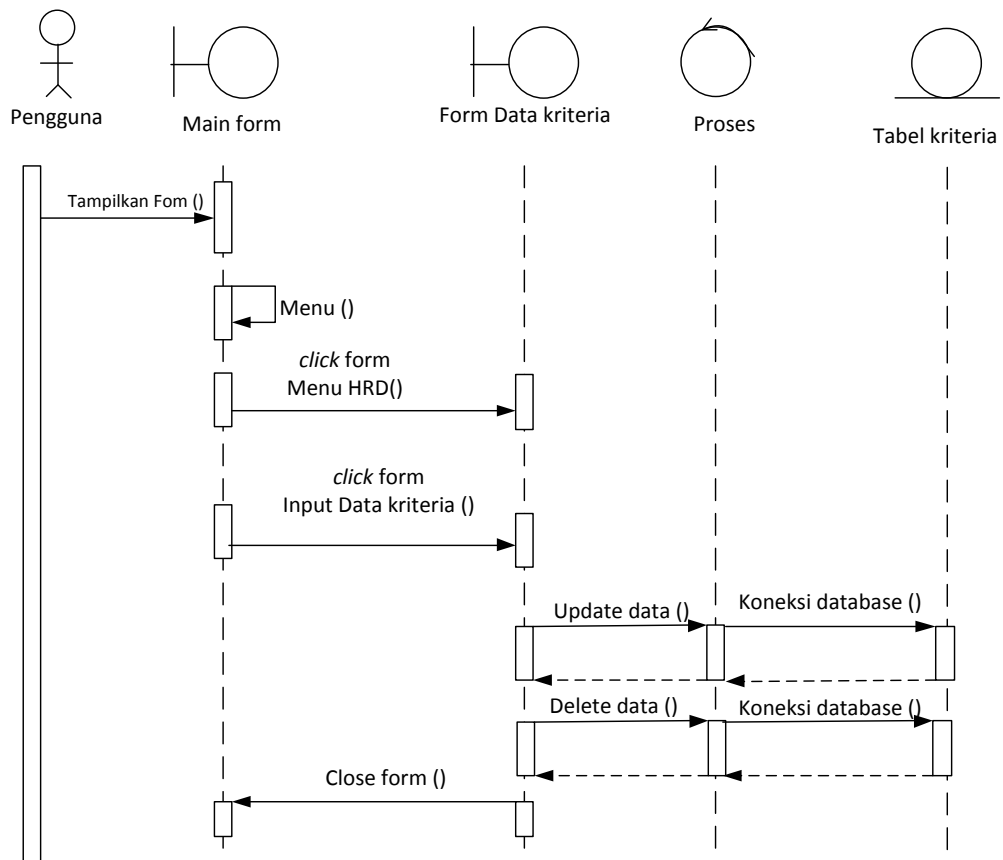 Pengguna
Main form
Form Data kriteria
Proses
Tabel kriteria
Tampilkan Fom ()
Menu ()
click form
Menu HRD()
click form
Input Data kriteria ()
Update data ()
Koneksi database ()
Delete data ()
Koneksi database ()
Close form ()